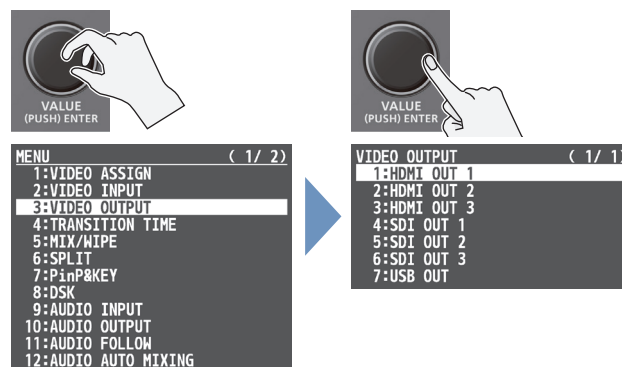 VALUE
(PUSH) ENTER
MENU ( 1/ 2)
1:VIDEO ASSIGN
2:VIDEO INPUT
3:VIDEO OUTPUT
4:TRANSITION TIME
5:MIX/WIPE
6:SPLIT
7:PinP&KEY
8:DSK
9:AUDIO INPUT
10:AUDIO OUTPUT
11:AUDIO FOLLOW
12:AUDIO AUTO MIXING
VALUE
(PUSH) ENTER
VIDEO OUTPUT ( 1/ 1)
1:HDMI OUT 1
2:HDMI OUT 2
3:HDMI OUT 3
4:SDI OUT 1
5:SDI OUT 2
6:SDI OUT 3
7:USB OUT